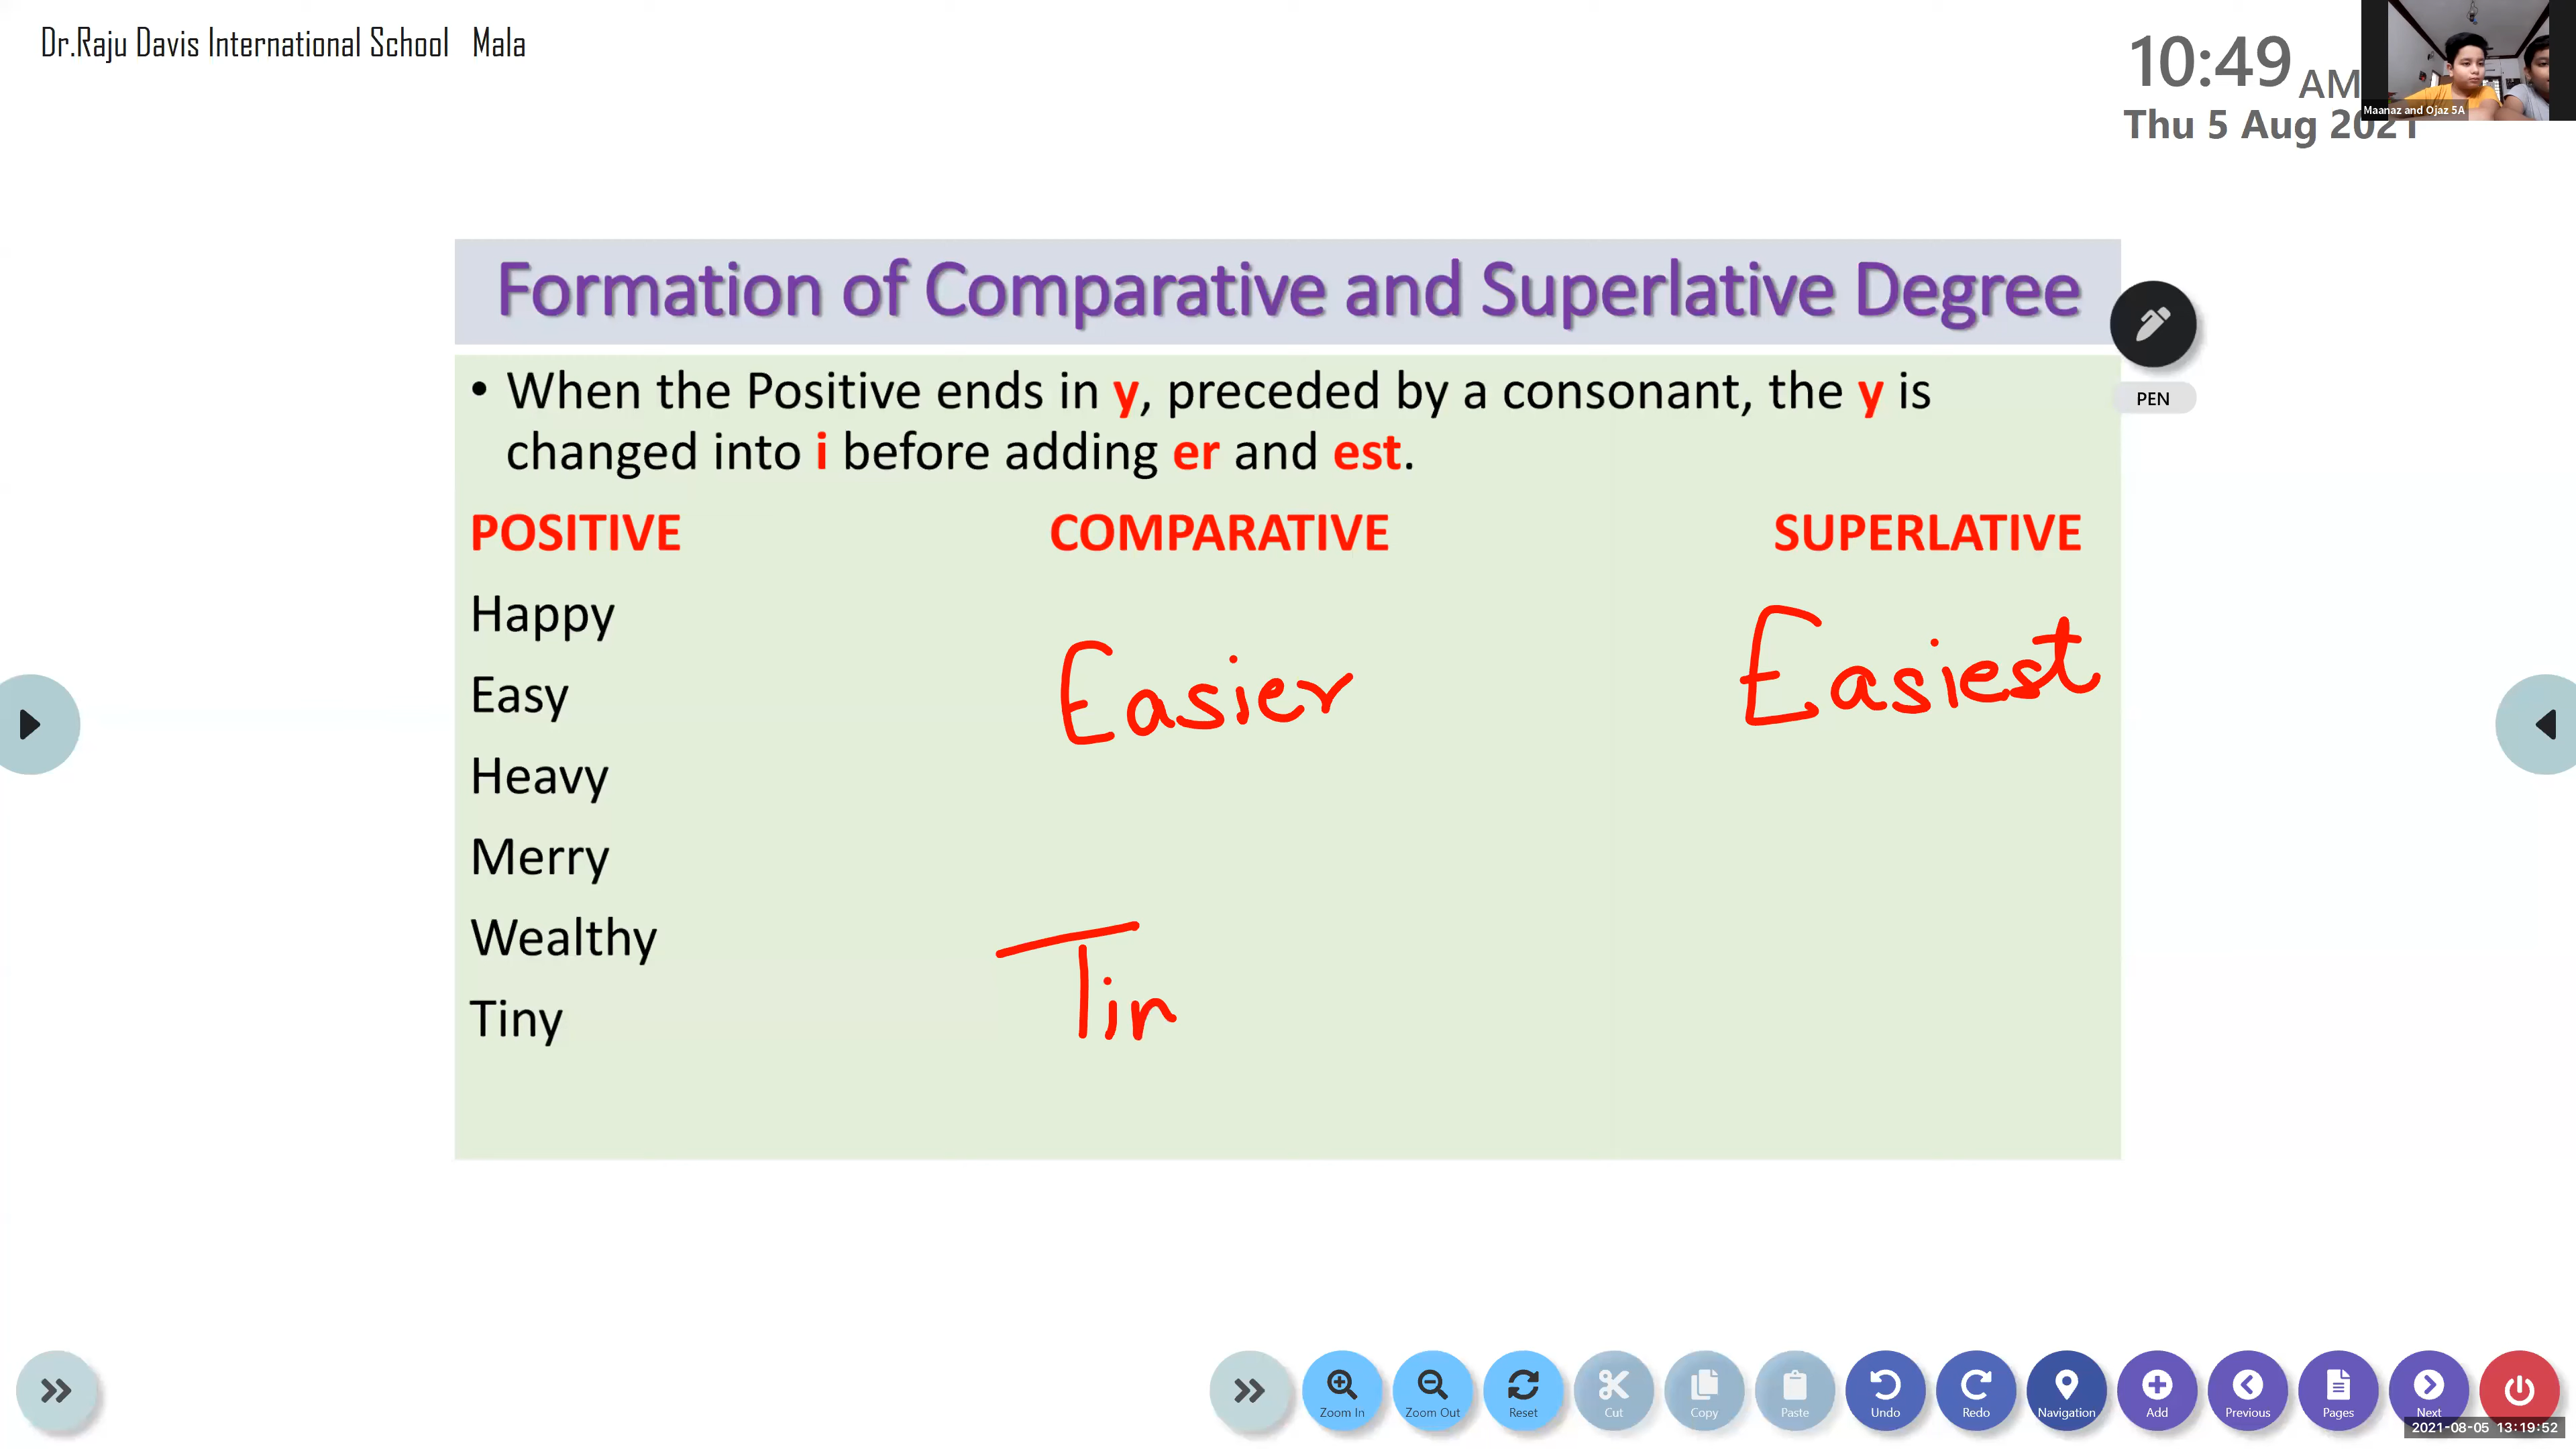 Dr.Raju Davis International School Mala
10:49 AM
Maanaz and Ojaz 5A
Thu 5 Aug 2021
Formation of Comparative and Superlative Degree
• When the Positive ends in y, preceded by a consonant, the y is
changed into i before adding er and est.
PEN
POSITIVE COMPARATIVE SUPERLATIVE
Happy
Easy Easier Easiest
Heavy
Merry
Wealthy
Tiny Tin
Zoom In Zoom Out Reset Cut Copy Paste Undo Redo Navigation Add Previous Pages Next
2021-08-05 13:19:52